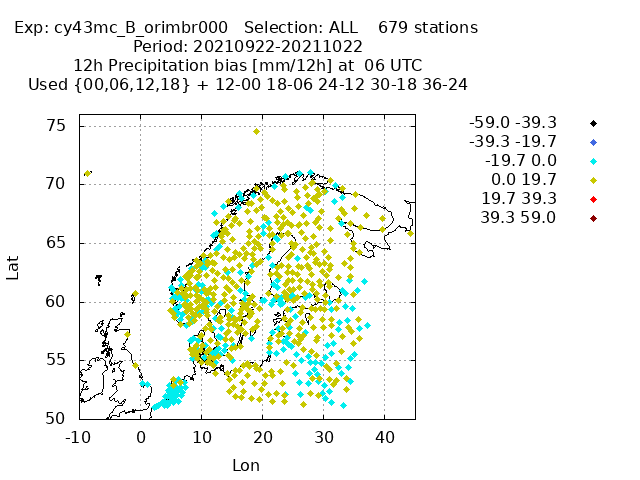 Exp: cy43mc_B_orimbr000   Selection: ALL    679 stations
Period: 20210922-20211022
12h Precipitation bias [mm/12h] at  06 UTC
Used {00,06,12,18} + 12-00 18-06 24-12 30-18 36-24
-59.0 -39.3
-39.3 -19.7
-19.7 0.0
0.0 19.7
19.7 39.3
39.3 59.0
Lat
75
70
65
60
55
50
-10 0 10 20 30 40
Lon